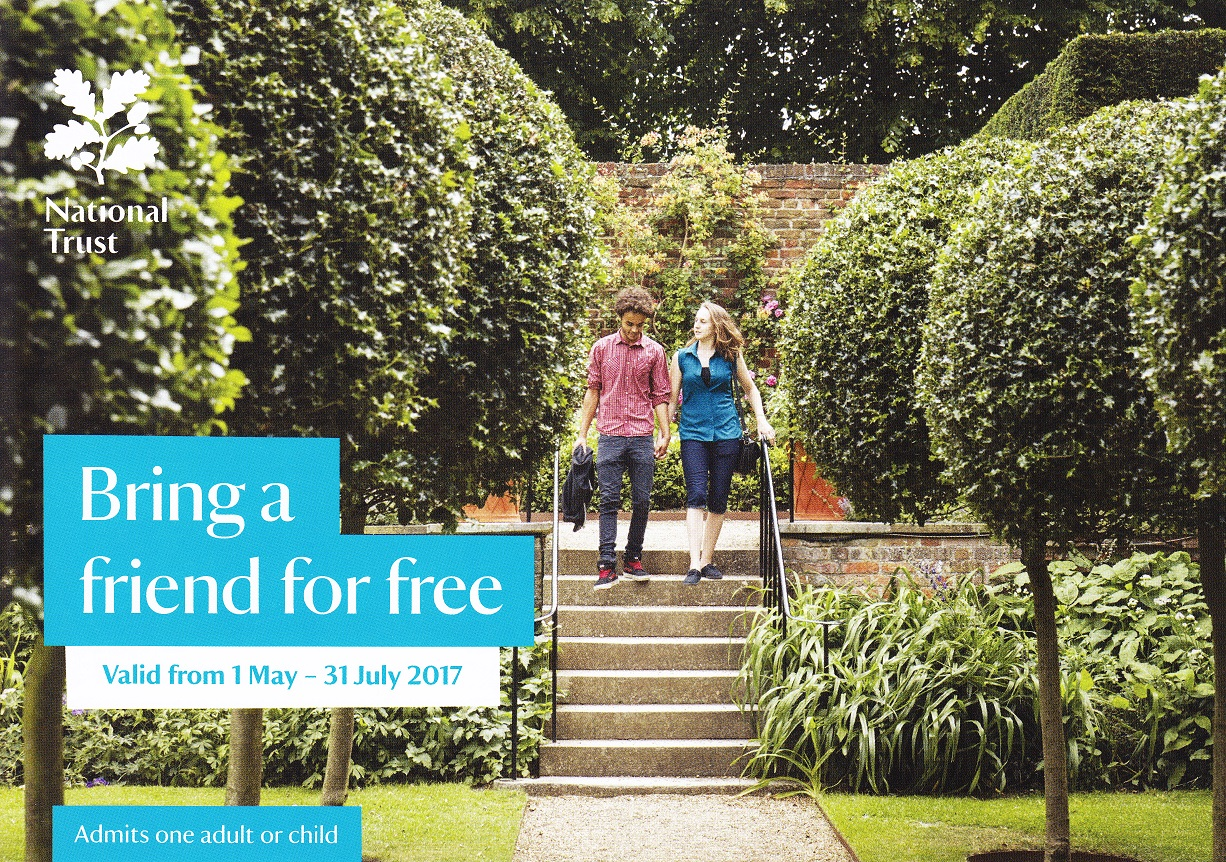 National
Trust
Bring a
friend for free
Valid from 1 May – 31 July 2017
Admits one adult or child